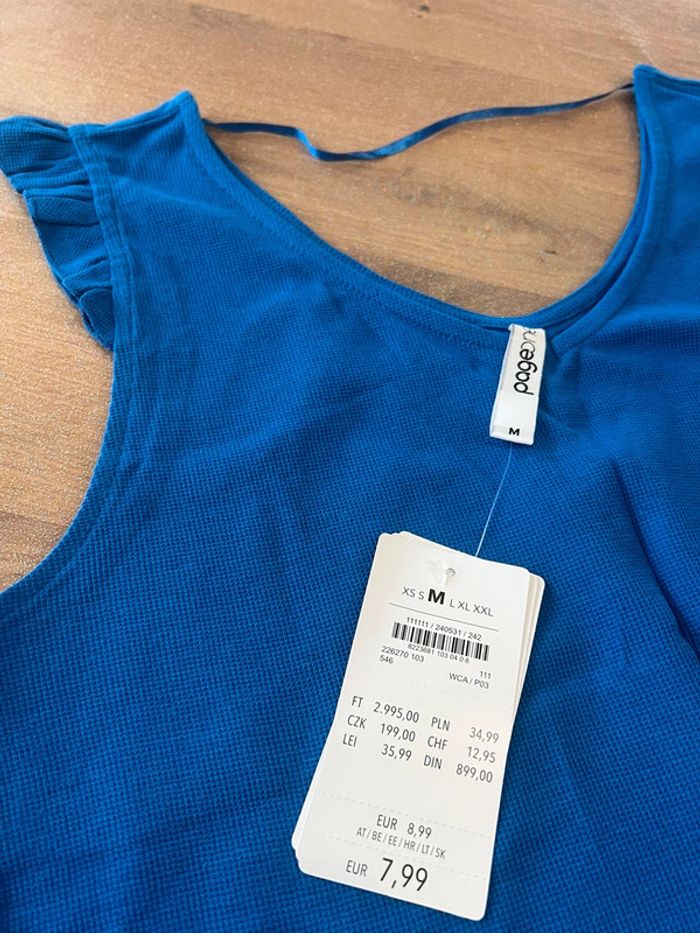 pageone
M
XS S M L XL XXL
111111 / 240531 / 242
8223681 103 04 0 8
226270 103 111
546 WCA / P03
FT 2.995,00 PLN 34,99
CZK 199,00 CHF 12,95
LEI 35,99 DIN 899,00
EUR 8,99
AT/BE/EE/HR/LT/SK
EUR 7,99